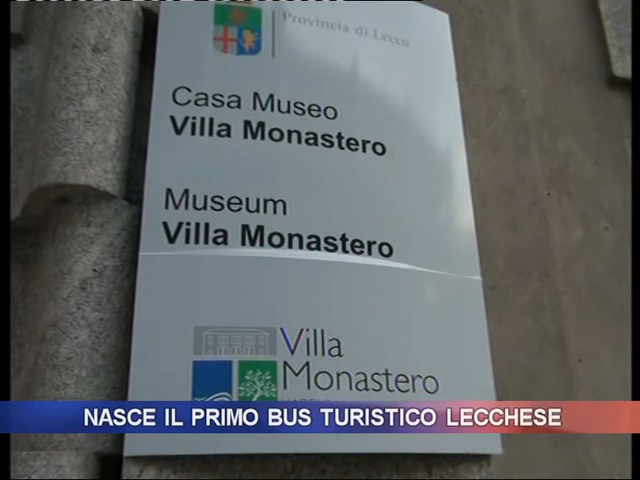 Provincia di Lecco
Casa Museo
Villa Monastero
Museum
Villa Monastero
Villa
Monastero
NASCE IL PRIMO BUS TURISTICO LECCHESE